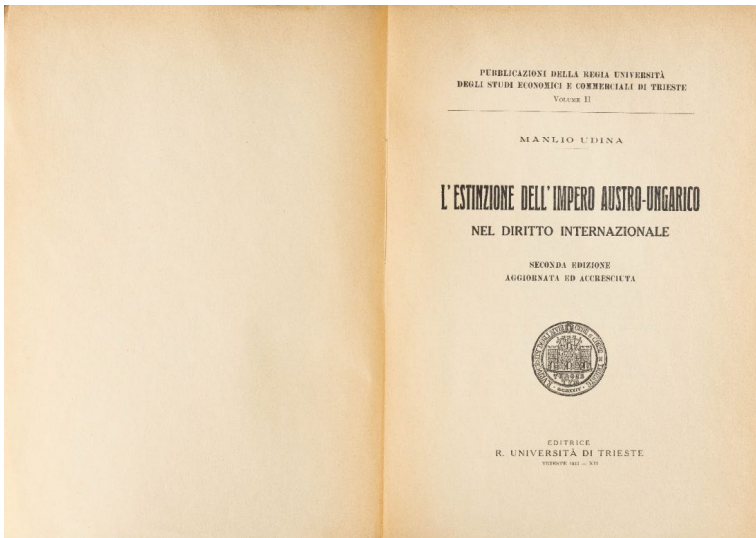 PUBBLICAZIONI DELLA REGIA UNIVERSITÀ
DEGLI STUDI ECONOMICI E COMMERCIALI DI TRIESTE
VOLUME II
MANLIO UDINA
L'ESTINZIONE DELL'IMPERO AUSTRO-UNGARICO
NEL DIRITTO INTERNAZIONALE
SECONDA EDIZIONE
AGGIORNATA ED ACCRESCIUTA
EDITRICE
R. UNIVERSITÀ DI TRIESTE
TRIESTE